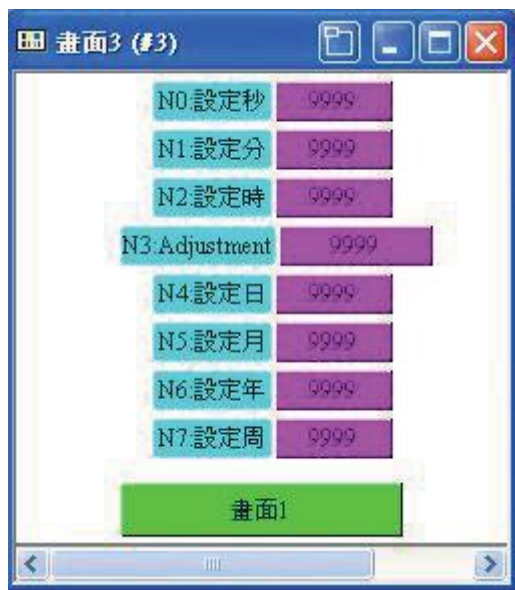 畫面3 (#3)
N0:設定秒 9999
N1:設定分 9999
N2:設定時 9999
N3:Adjustment 9999
N4:設定日 9999
N5:設定月 9999
N6:設定年 9999
N7:設定周 9999
畫面1